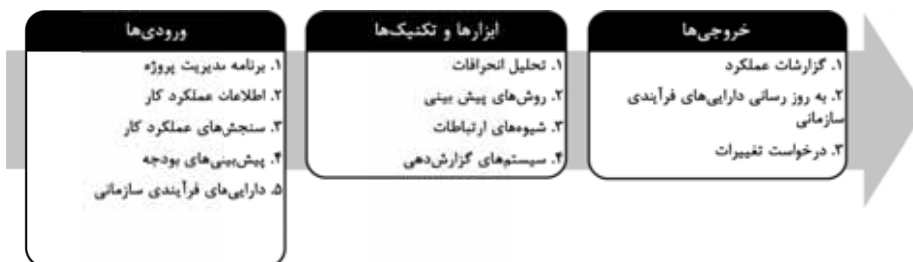 ورودی‌ها
۱. برنامه مدیریت پروژه
۲. اطلاعات عملکرد کار
۳. سنجش‌های عملکرد کار
۴. پیش‌بینی‌های بودجه
۵. دارایی‌های فرآیندی سازمانی
ابزارها و تکنیک‌ها
۱. تحلیل انحرافات
۲. روش‌های پیش بینی
۳. شیوه‌های ارتباطات
۴. سیستم‌های گزارش‌دهی
خروجی‌ها
۱. گزارشات عملکرد
۲. به روز رسانی دارایی‌های فرآیندی
سازمانی
۳. درخواست تغییرات